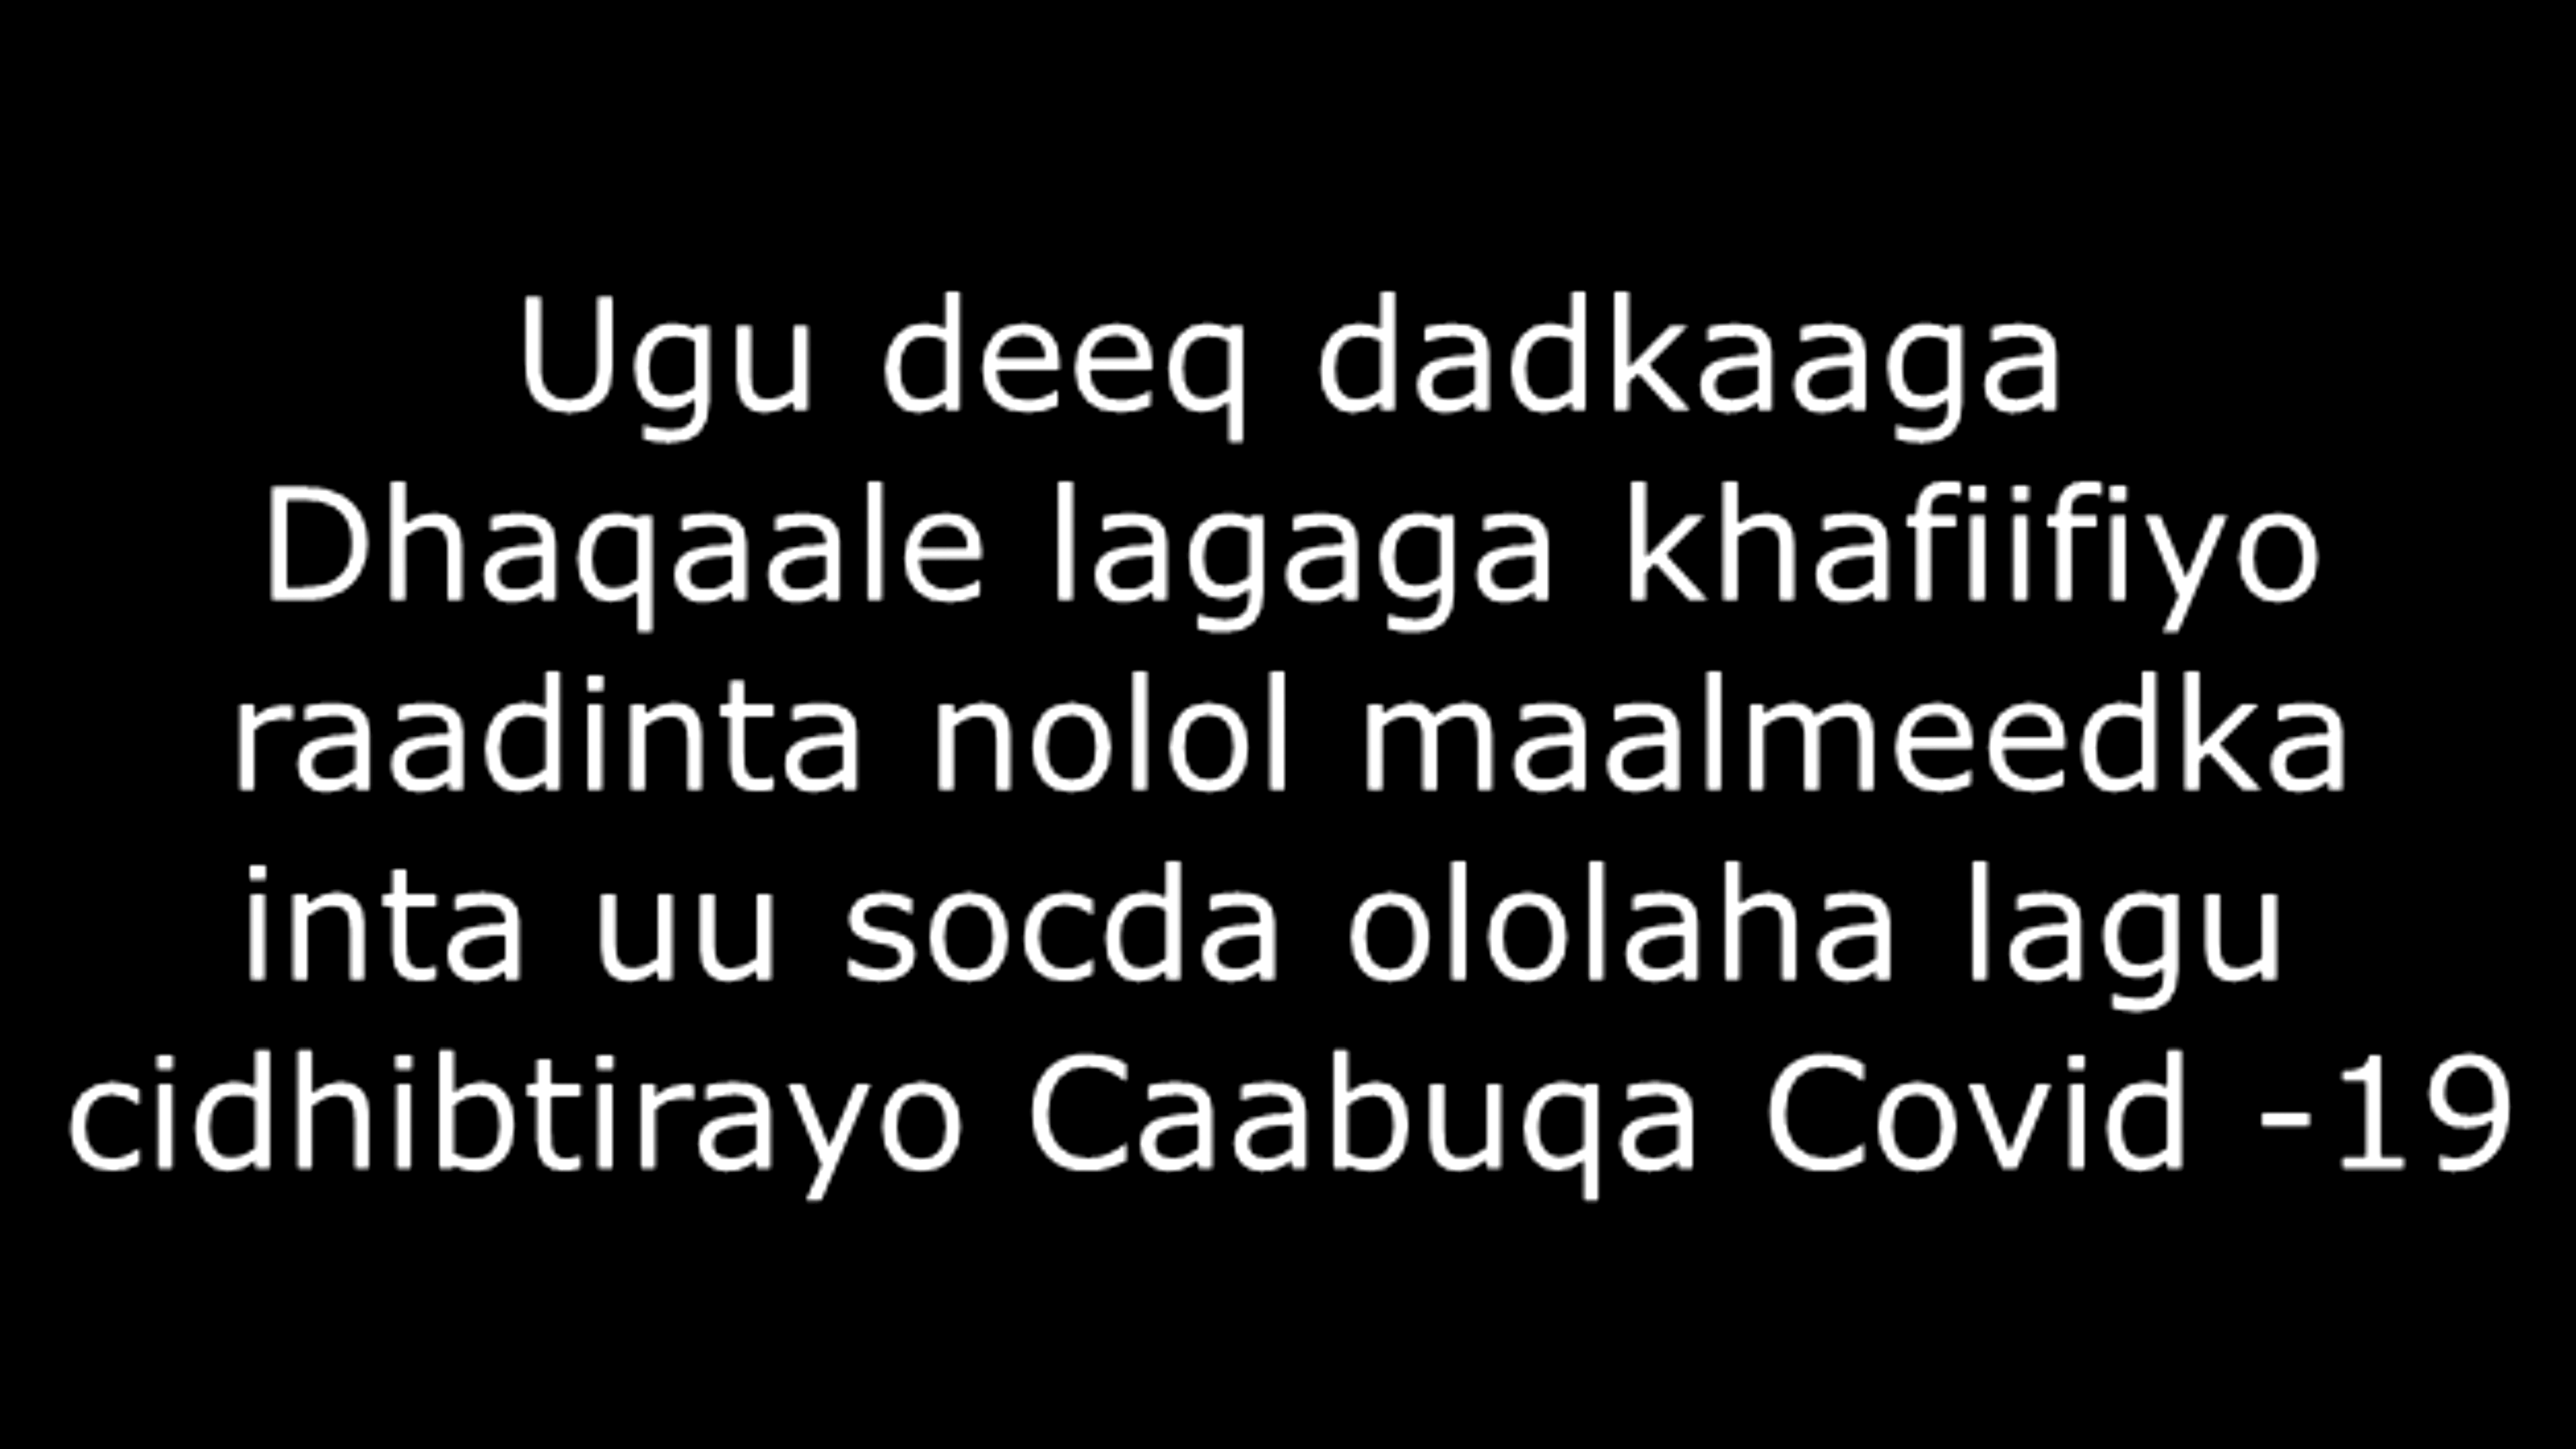 Ugu deeq dadkaaga
Dhaqaale lagaga khafiifiyo
raadinta nolol maalmeedka
inta uu socda ololaha lagu
cidhibtirayo Caabuqa Covid -19